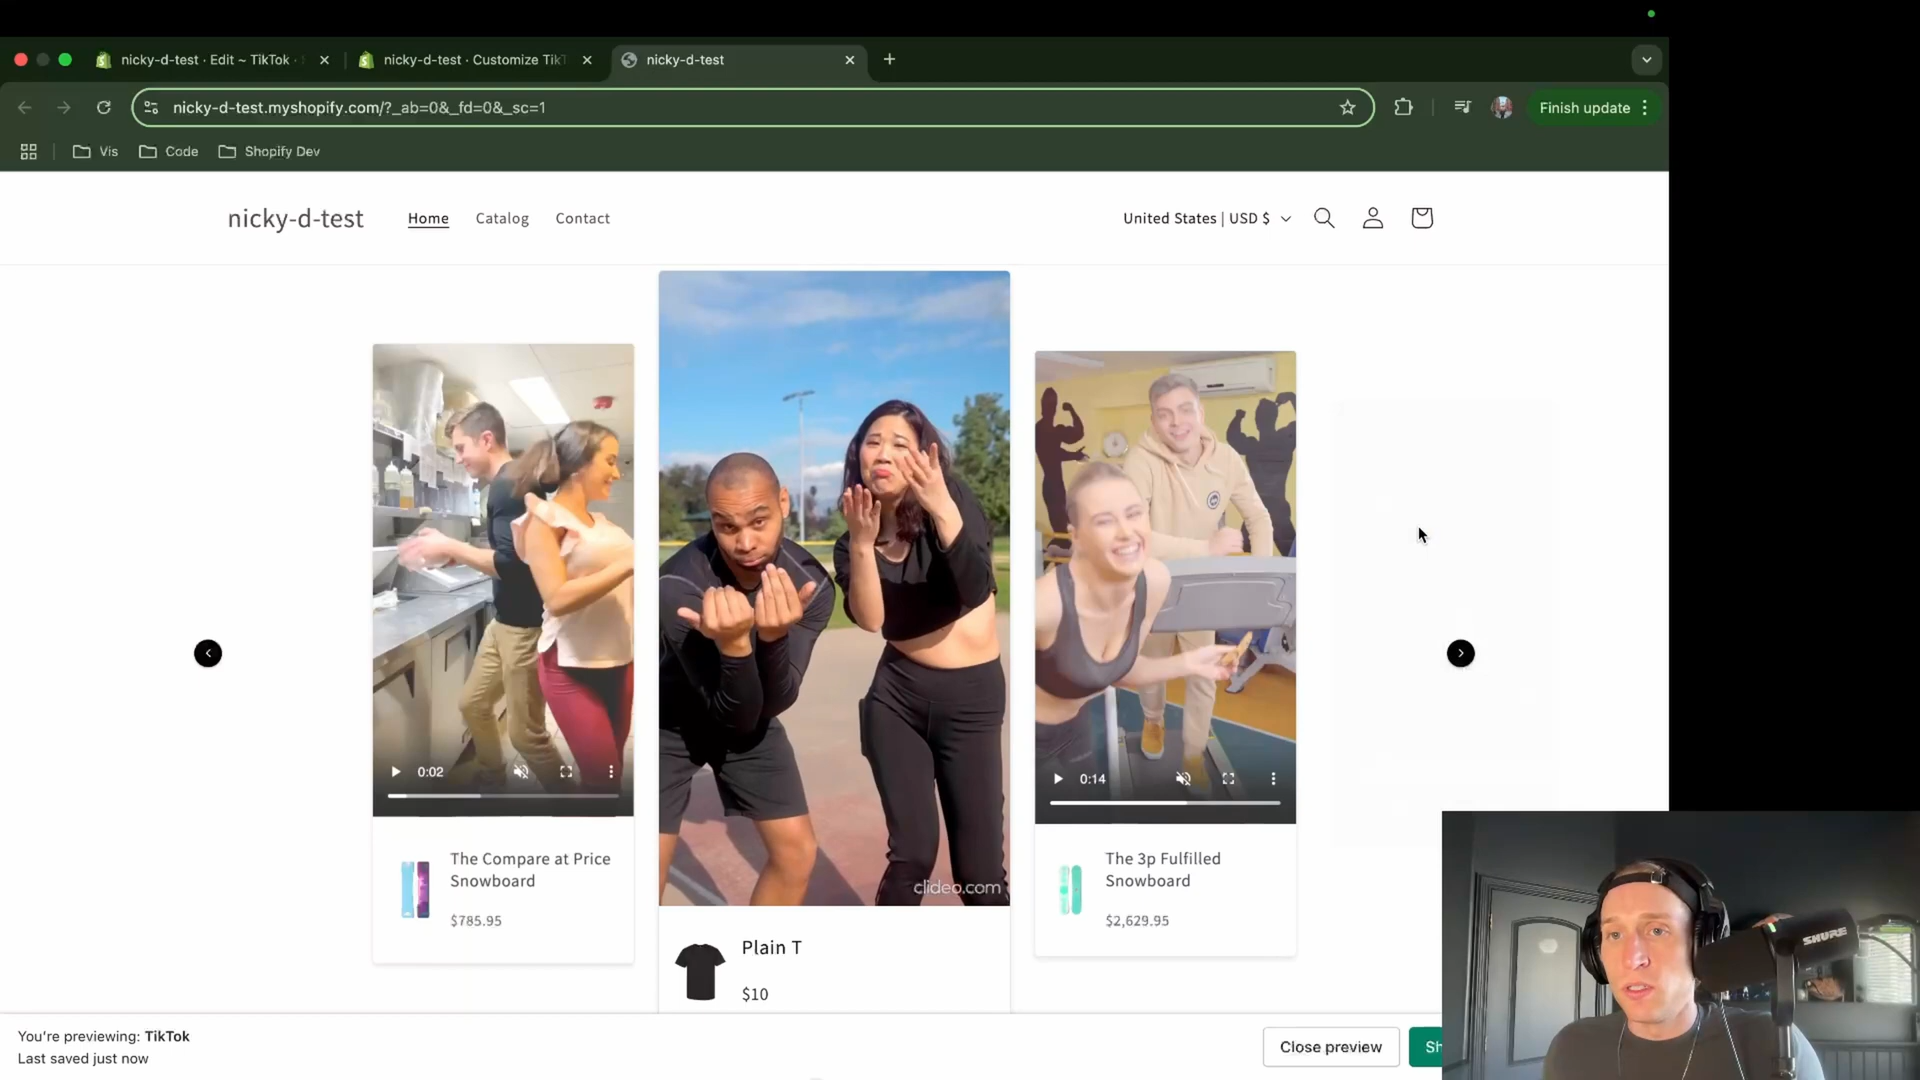 nicky-d-test · Edit ~ TikTok ·
nicky-d-test · Customize TikT
nicky-d-test
nicky-d-test.myshopify.com/?_ab=0&_fd=0&_sc=1
Finish update
Vis
Code
Shopify Dev
nicky-d-test
Home
Catalog
Contact
United States | USD $
0:02
clideo.com
0:14
The Compare at Price
Snowboard
$785.95
Plain T
$10
The 3p Fulfilled
Snowboard
$2,629.95
You're previewing: TikTok
Last saved just now
Close preview
Sh
SHURE